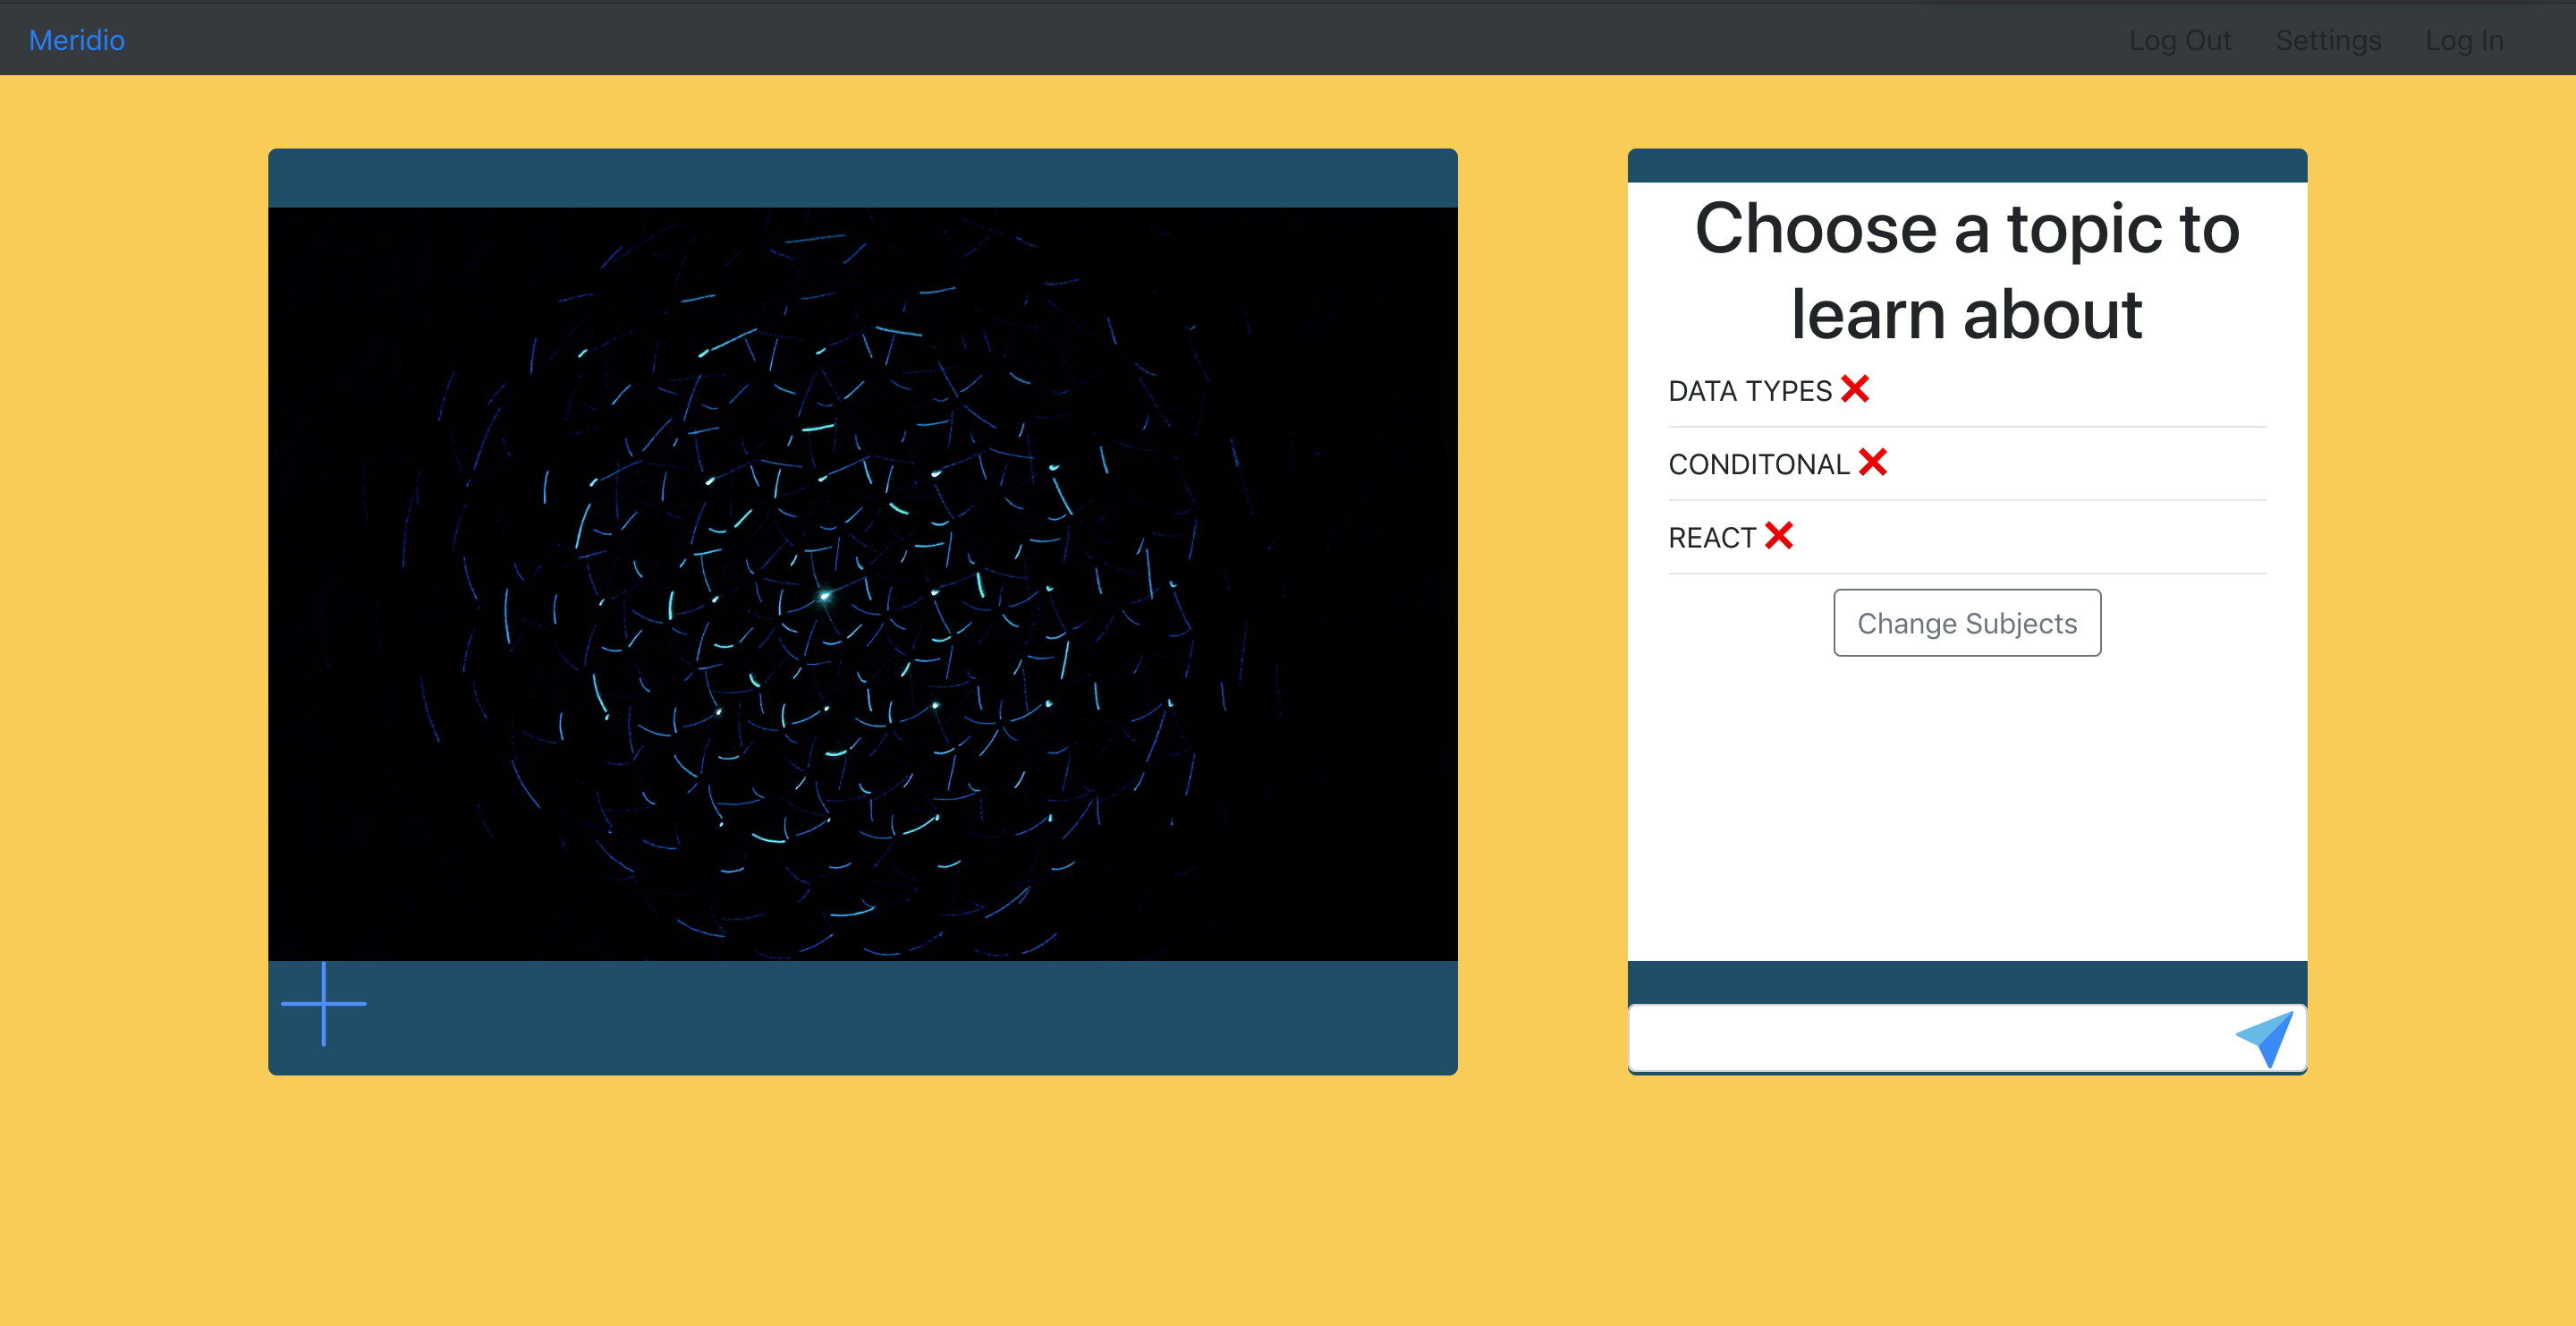 Meridio
Log Out Settings Log In
Choose a topic to
learn about
DATA TYPES ❌
CONDITONAL ❌
REACT ❌
Change Subjects